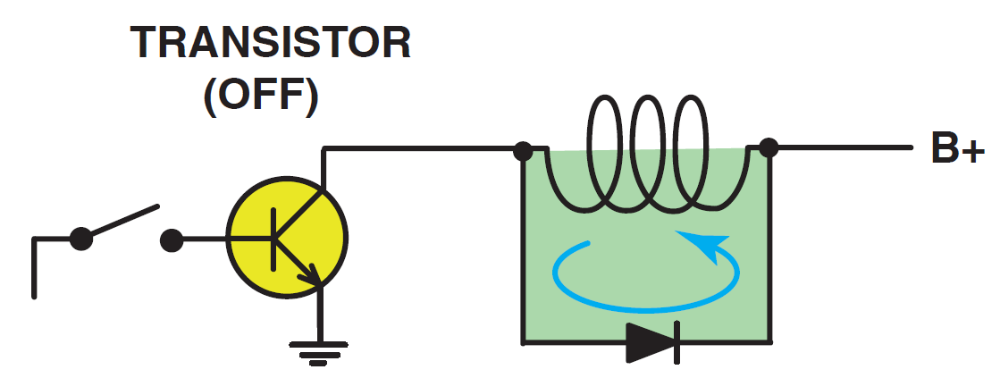 TRANSISTOR
(OFF)
B+